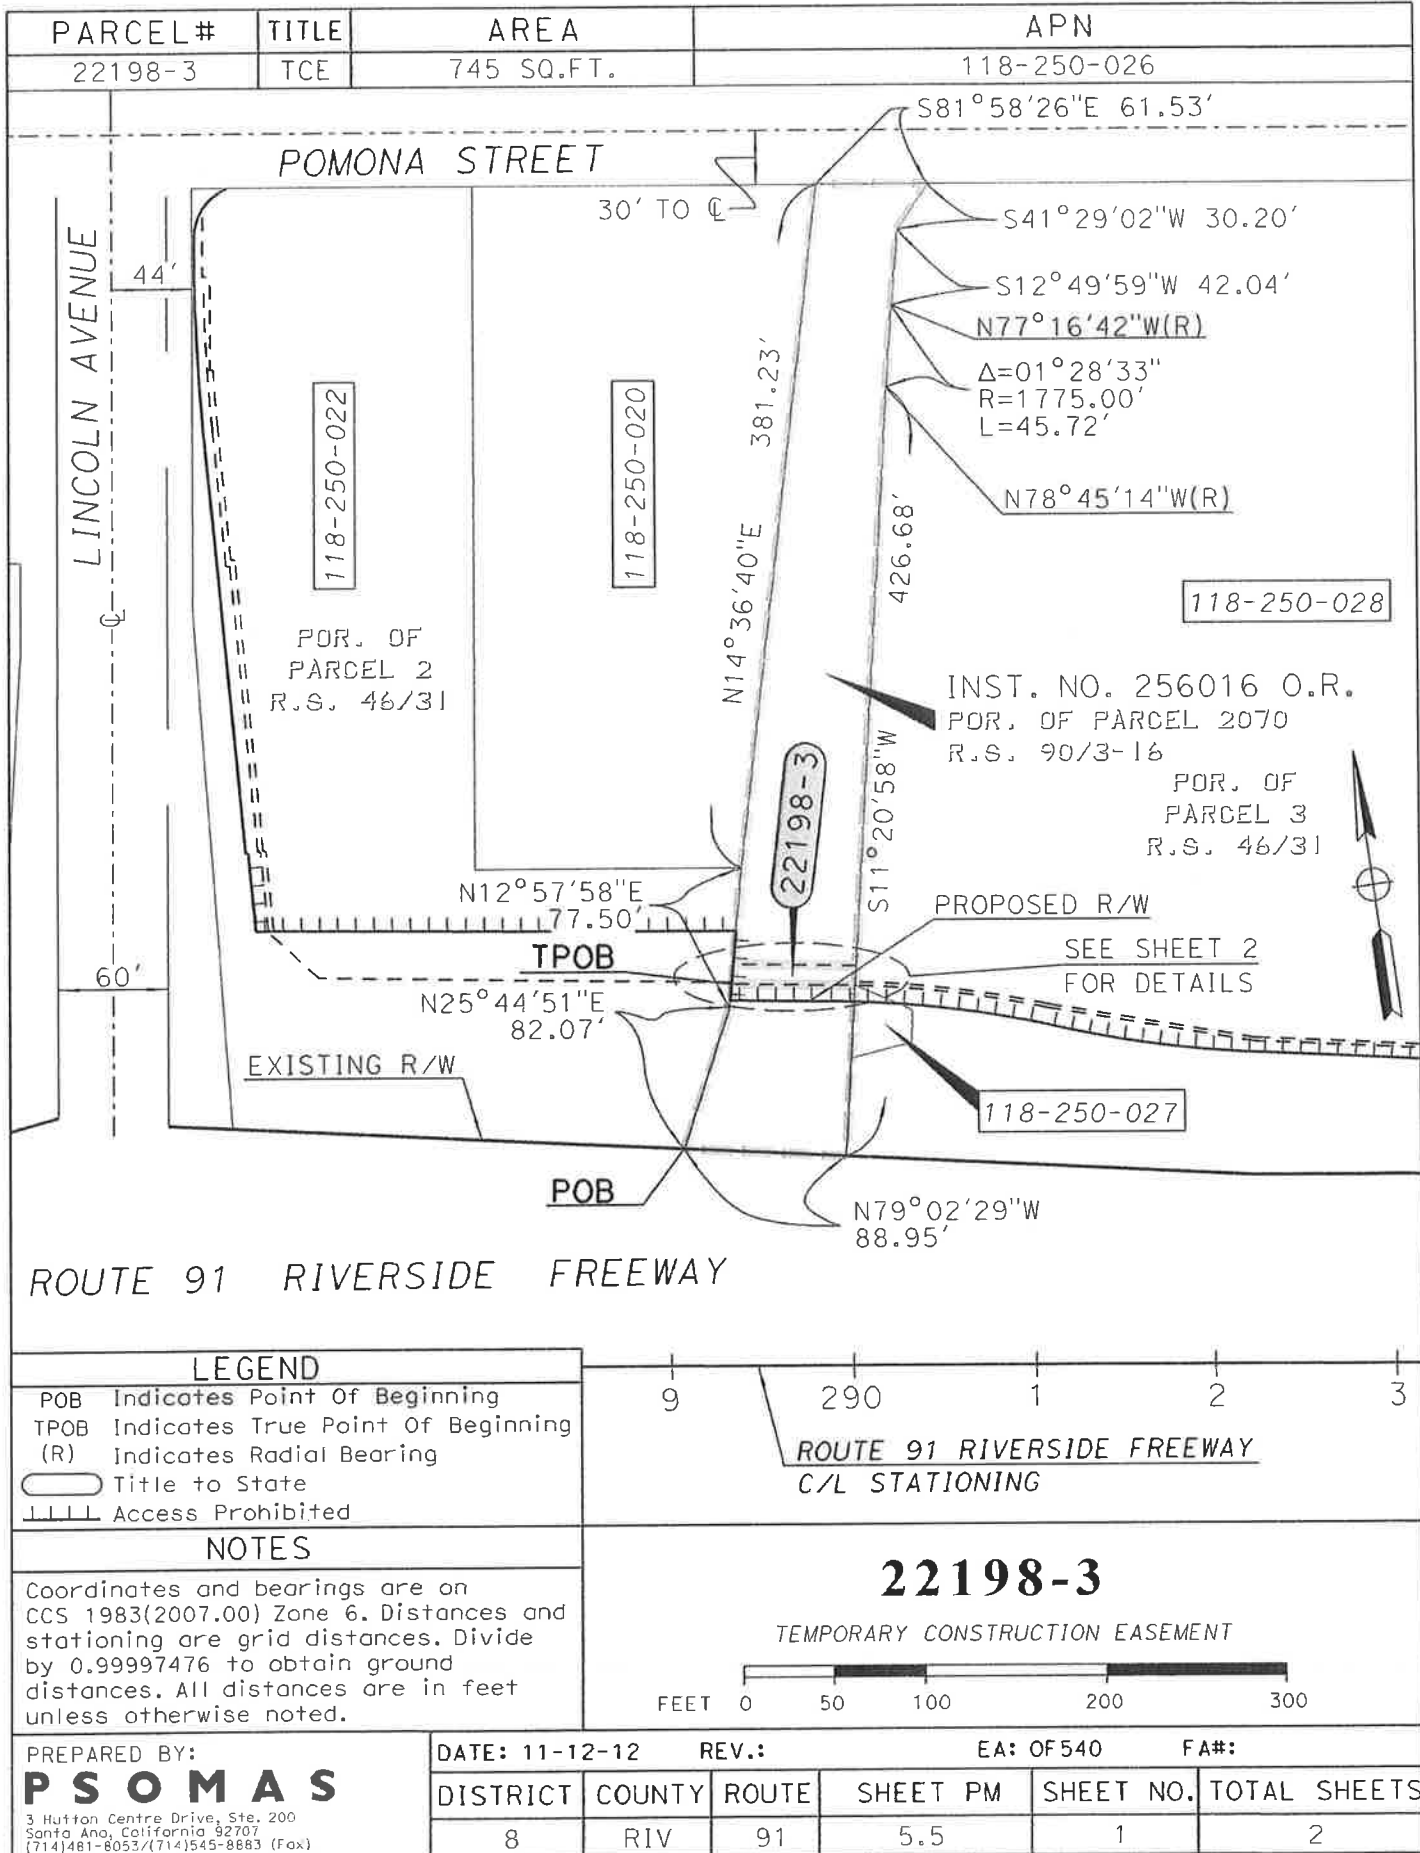 PARCEL# TITLE AREA APN
22198-3 TCE 745 SQ.FT. 118-250-026
S81°58'26"E 61.53'
POMONA STREET
30' TO ℄
S41°29'02"W 30.20'
LINCOLN AVENUE
44'
S12°49'59"W 42.04'
N77°16'42"W(R)
Δ=01°28'33"
R=1775.00'
L=45.72'
N78°45'14"W(R)
118-250-022
118-250-020
N14°36'40"E 381.23'
S11°20'58"W 426.68'
℄
118-250-028
POR. OF
PARCEL 2
R.S. 46/31
INST. NO. 256016 O.R.
POR. OF PARCEL 2070
R.S. 90/3-16
POR. OF
PARCEL 3
R.S. 46/31
22198-3
N12°57'58"E
77.50'
PROPOSED R/W
TPOB
SEE SHEET 2
FOR DETAILS
60'
N25°44'51"E
82.07'
EXISTING R/W
118-250-027
POB
N79°02'29"W
88.95'
ROUTE 91 RIVERSIDE FREEWAY
LEGEND
POB Indicates Point Of Beginning
TPOB Indicates True Point Of Beginning
(R) Indicates Radial Bearing
Title to State
Access Prohibited
9 290 1 2 3
ROUTE 91 RIVERSIDE FREEWAY
C/L STATIONING
NOTES
Coordinates and bearings are on
CCS 1983(2007.00) Zone 6. Distances and
stationing are grid distances. Divide
by 0.99997476 to obtain ground
distances. All distances are in feet
unless otherwise noted.
22198-3
TEMPORARY CONSTRUCTION EASEMENT
FEET 0 50 100 200 300
PREPARED BY:
PSOMAS
3 Hutton Centre Drive, Ste. 200
Santa Ana, California 92707
(714)481-8053/(714)545-8883 (Fax)
DATE: 11-12-12 REV.: EA: OF540 FA#:
DISTRICT COUNTY ROUTE SHEET PM SHEET NO. TOTAL SHEETS
8 RIV 91 5.5 1 2